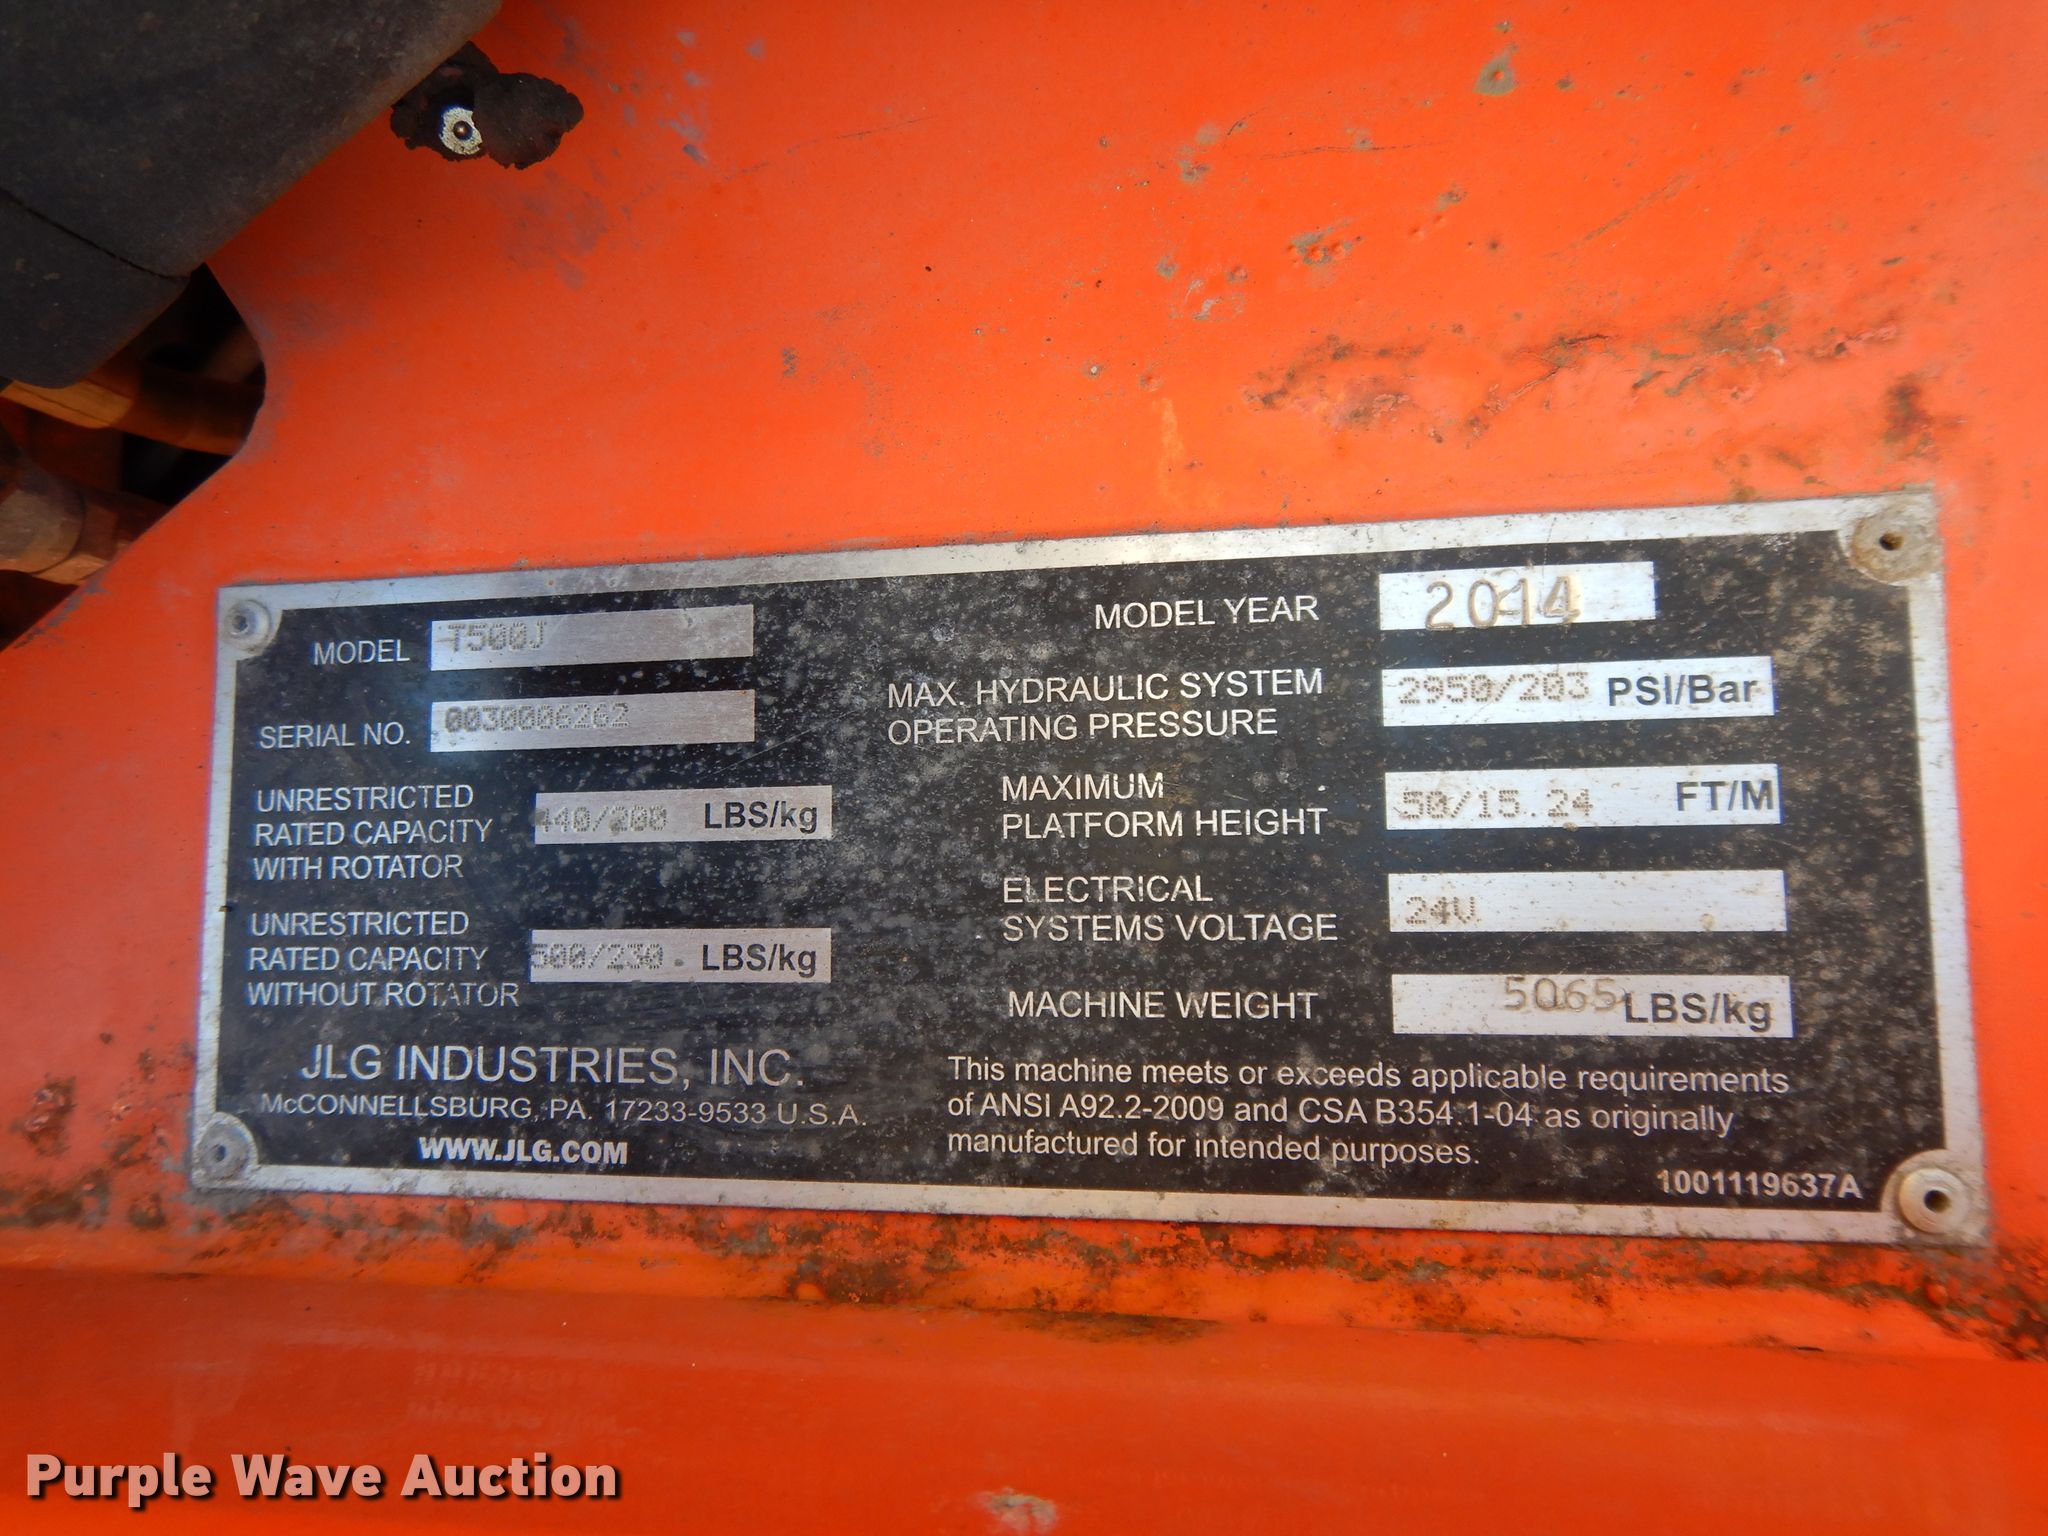 MODEL T500J
SERIAL NO. 0030006262
UNRESTRICTED
RATED CAPACITY
WITH ROTATOR
440/200 LBS/kg
UNRESTRICTED
RATED CAPACITY
WITHOUT ROTATOR
500/230 LBS/kg
JLG INDUSTRIES, INC.
McCONNELLSBURG, PA. 17233-9533 U.S.A.
WWW.JLG.COM
MODEL YEAR 2014
MAX. HYDRAULIC SYSTEM
OPERATING PRESSURE
2950/203 PSI/Bar
MAXIMUM
PLATFORM HEIGHT
50/15.24 FT/M
ELECTRICAL
SYSTEMS VOLTAGE
24V
MACHINE WEIGHT 5065 LBS/kg
This machine meets or exceeds applicable requirements
of ANSI A92.2-2009 and CSA B354.1-04 as originally
manufactured for intended purposes.
1001119637A
Purple Wave Auction